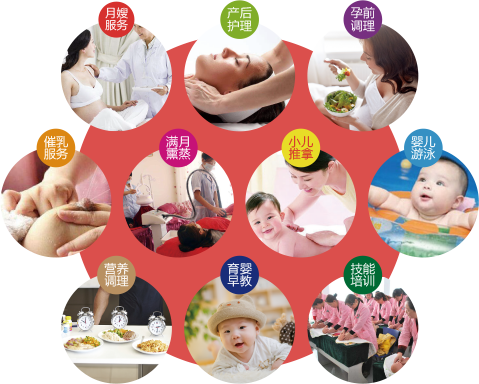 月嫂
服务
产后
护理
孕前
调理
催乳
服务
满月
熏蒸
小儿
推拿
婴儿
游泳
营养
调理
育婴
早教
技能
培训